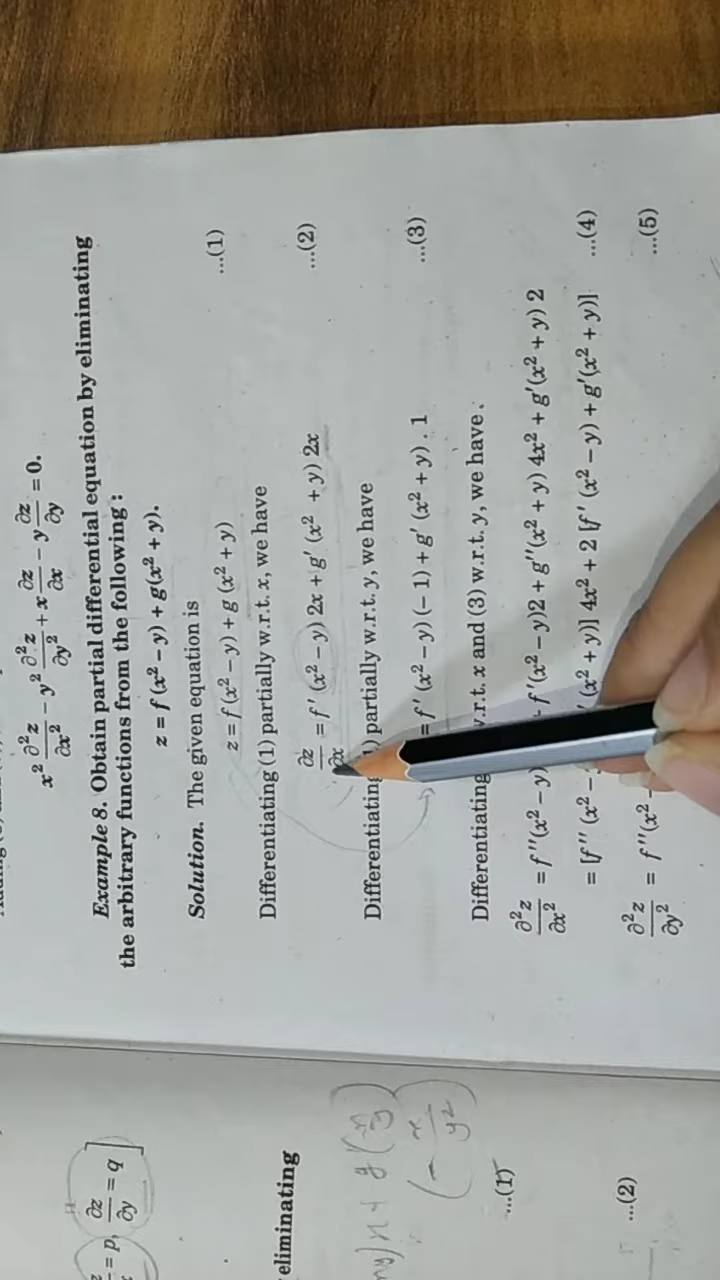 x² ∂²z/∂x² − y² ∂²z/∂y² + x ∂z/∂x − y ∂z/∂y = 0.
Example 8. Obtain partial differential equation by eliminating
the arbitrary functions from the following :
z = f (x² − y) + g(x² + y).
Solution. The given equation is
z = f (x² − y) + g (x² + y) ...(1)
Differentiating (1) partially w.r.t. x, we have
∂z/∂x = f′ (x² − y) 2x + g′ (x² + y) 2x ...(2)
Differentiating partially w.r.t. y, we have
= f′ (x² − y) (− 1) + g′ (x² + y) . 1 ...(3)
Differentiating w.r.t. x and (3) w.r.t. y, we have
∂²z/∂x² = f″(x² − y) f′(x² − y)2 + g″(x² + y) 4x² + g′(x² + y) 2
= [f″ (x² − (x² + y)] 4x² + 2 [f′ (x² − y) + g′(x² + y)] ...(4)
∂²z/∂y² = f″(x² − ...(5)
= p, ∂z/∂y = q ]
eliminating
...(1)
(− x/y²)
...(2)